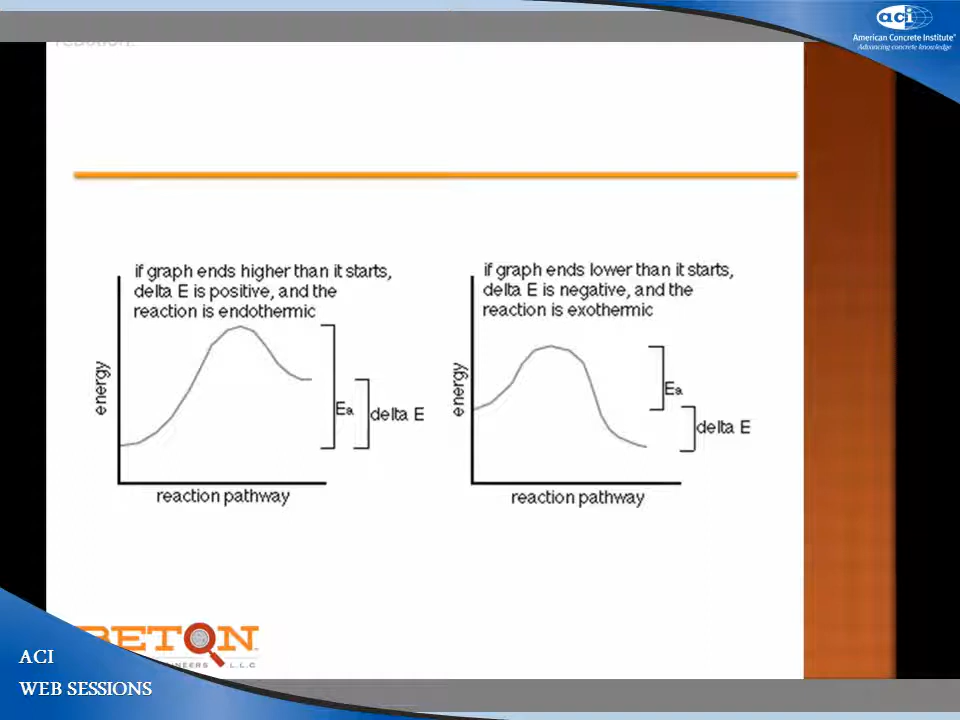 aci
American Concrete Institute®
Advancing concrete knowledge
if graph ends higher than it starts,
delta E is positive, and the
reaction is endothermic
energy
Ea
delta E
reaction pathway
if graph ends lower than it starts,
delta E is negative, and the
reaction is exothermic
energy
Ea
delta E
reaction pathway
BETON
L.L.C
ACI
WEB SESSIONS